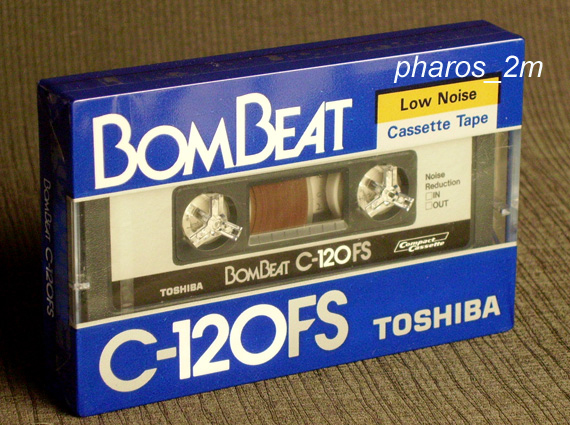 pharos_2m
Low Noise
Cassette Tape
BOMBEAT
Noise
Reduction
IN
OUT
Compact
Cassette
BOMBEAT C-120FS
TOSHIBA
C-120FS
TOSHIBA
BOMBEAT C-120FS